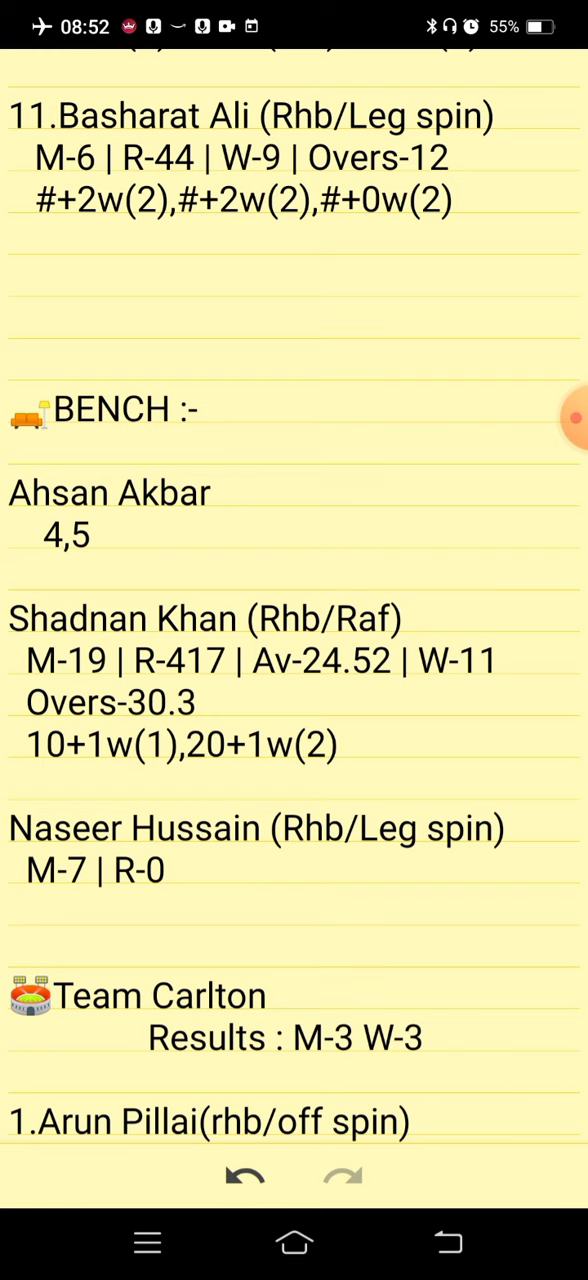 08:52
55%
11.Basharat Ali (Rhb/Leg spin)
M-6 | R-44 | W-9 | Overs-12
#+2w(2),#+2w(2),#+0w(2)
BENCH :-
Ahsan Akbar
4,5
Shadnan Khan (Rhb/Raf)
M-19 | R-417 | Av-24.52 | W-11
Overs-30.3
10+1w(1),20+1w(2)
Naseer Hussain (Rhb/Leg spin)
M-7 | R-0
Team Carlton
Results : M-3 W-3
1.Arun Pillai(rhb/off spin)